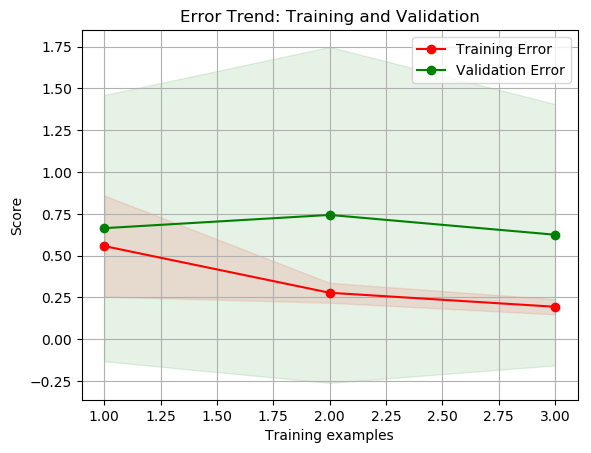 Error Trend: Training and Validation
Training Error
Validation Error
1.75
1.50
1.25
1.00
0.75
0.50
0.25
0.00
−0.25
Score
1.00 1.25 1.50 1.75 2.00 2.25 2.50 2.75 3.00
Training examples